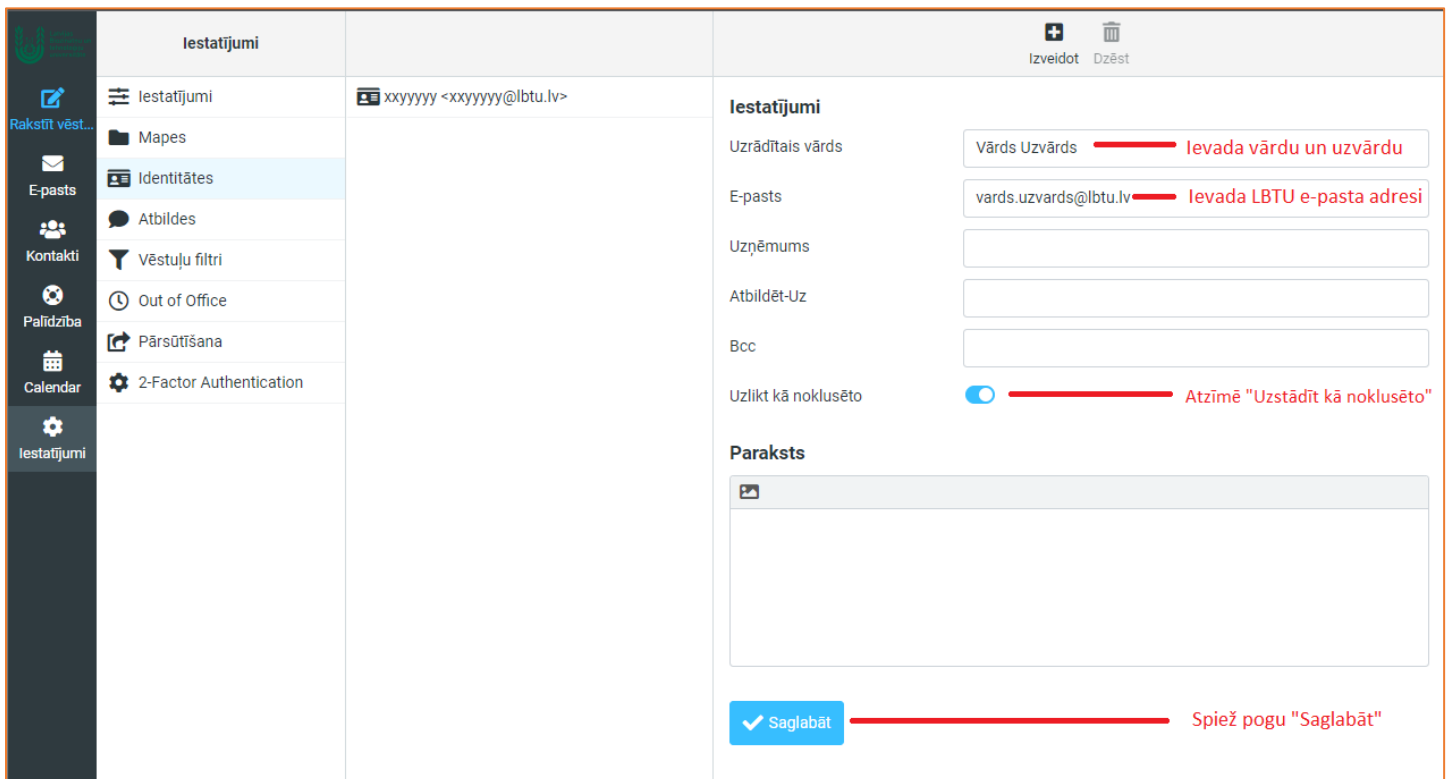 Iestatījumi
Izveidot Dzēst
Rakstīt vēst...
E-pasts
Kontakti
Palīdzība
Calendar
Iestatījumi
Iestatījumi
Mapes
Identitātes
Atbildes
Vēstuļu filtri
Out of Office
Pārsūtīšana
2-Factor Authentication
xxyyyyy <xxyyyyy@lbtu.lv>
Iestatījumi
Uzrādītais vārds Vārds Uzvārds Ievada vārdu un uzvārdu
E-pasts vards.uzvards@lbtu.lv Ievada LBTU e-pasta adresi
Uzņēmums
Atbildēt-Uz
Bcc
Uzlikt kā noklusēto Atzīmē "Uzstādīt kā noklusēto"
Paraksts
Saglabāt Spiež pogu "Saglabāt"